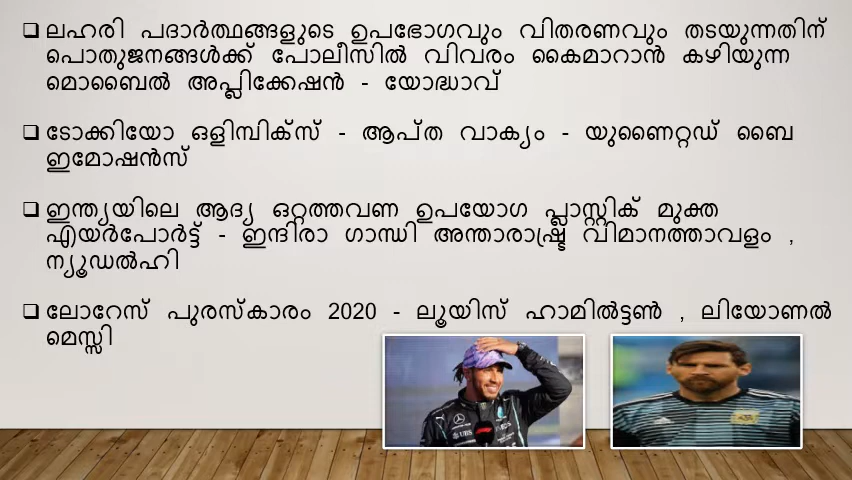 ലഹരി പദാർത്ഥങ്ങളുടെ ഉപഭോഗവും വിതരണവും തടയുന്നതിന്
പൊതുജനങ്ങൾക്ക് പോലീസിൽ വിവരം കൈമാറാൻ കഴിയുന്ന
മൊബൈൽ അപ്ലിക്കേഷൻ - യോദ്ധാവ്
ടോക്കിയോ ഒളിമ്പിക്സ് - ആപ്ത വാക്യം - യുണൈറ്റഡ് ബൈ
ഇമോഷൻസ്
ഇന്ത്യയിലെ ആദ്യ ഒറ്റത്തവണ ഉപയോഗ പ്ലാസ്റ്റിക് മുക്ത
എയർപോർട്ട് - ഇന്ദിരാ ഗാന്ധി അന്താരാഷ്ട്ര വിമാനത്താവളം ,
ന്യൂഡൽഹി
ലോറേസ് പുരസ്കാരം 2020 - ലൂയിസ് ഹാമിൽട്ടൺ , ലിയോണൽ
മെസ്സി
UBS